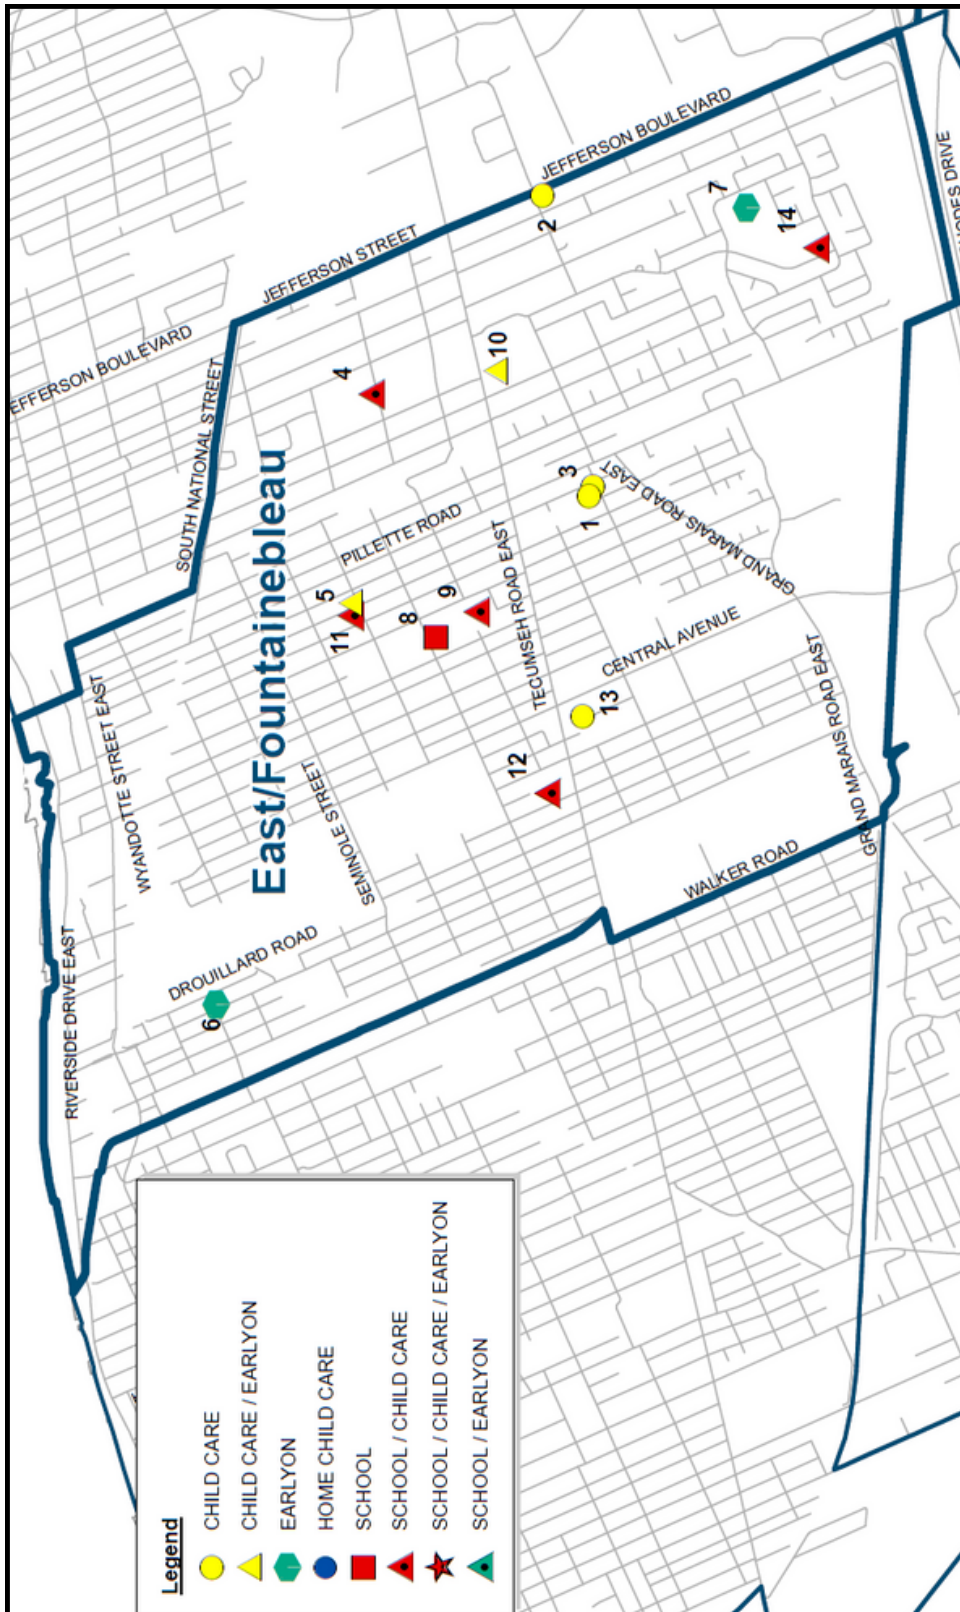 EFFERSON BOULEVARD
SOUTH NATIONAL STREET
JEFFERSON STREET
JEFFERSON BOULEVARD
2
7
14
4
10
3
1
East/Fountainebleau
PILLETTE ROAD
5
11
8
9
TECUMSEH ROAD EAST
GRAND MARAIS ROAD EAST
CENTRAL AVENUE
13
12
WYANDOTTE STREET EAST
SEMINOLE STREET
GRAND MARAIS ROAD EAST
WALKER ROAD
RIVERSIDE DRIVE EAST
DROUILLARD ROAD
6
Legend
CHILD CARE
CHILD CARE / EARLYON
EARLYON
HOME CHILD CARE
SCHOOL
SCHOOL / CHILD CARE
SCHOOL / CHILD CARE / EARLYON
SCHOOL / EARLYON